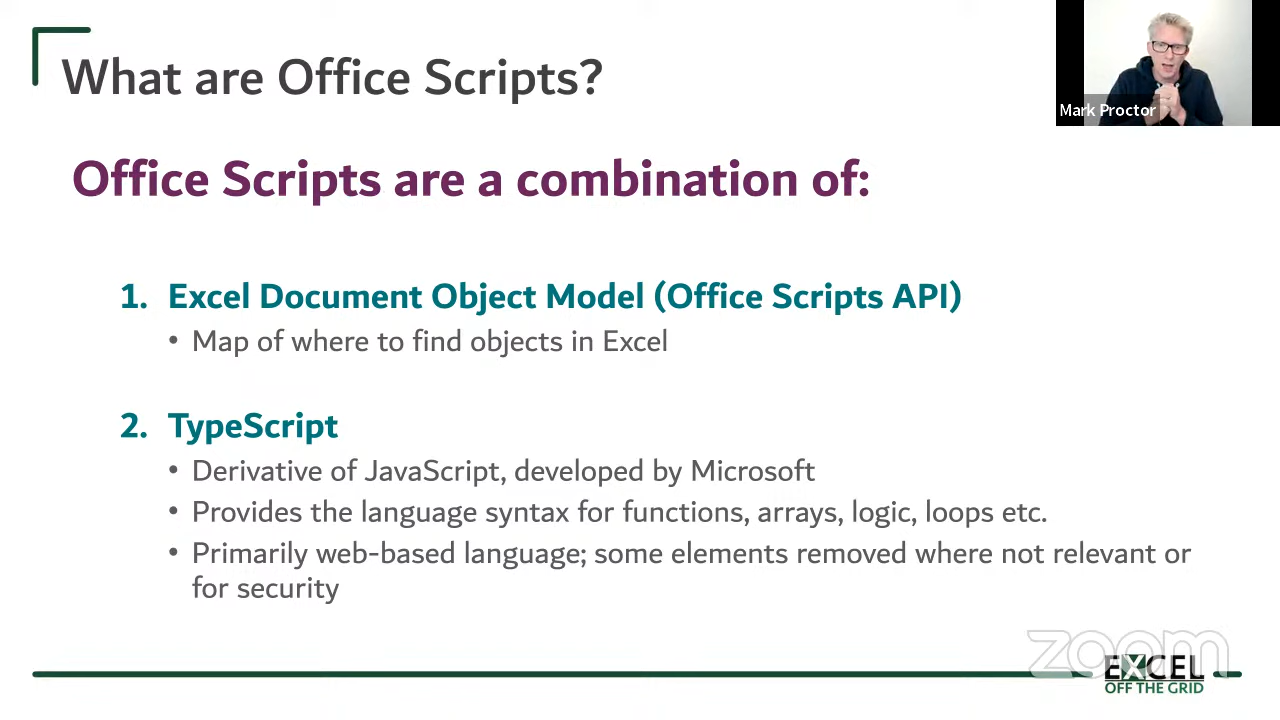 What are Office Scripts?
Mark Proctor
Office Scripts are a combination of:
1. Excel Document Object Model (Office Scripts API)
• Map of where to find objects in Excel
2. TypeScript
• Derivative of JavaScript, developed by Microsoft
• Provides the language syntax for functions, arrays, logic, loops etc.
• Primarily web-based language; some elements removed where not relevant or
for security
zoom
EXCEL
OFF THE GRID